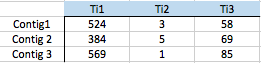 Ti1 Ti2 Ti3
Contig1 524 3 58
Contig 2 384 5 69
Contig 3 569 1 85